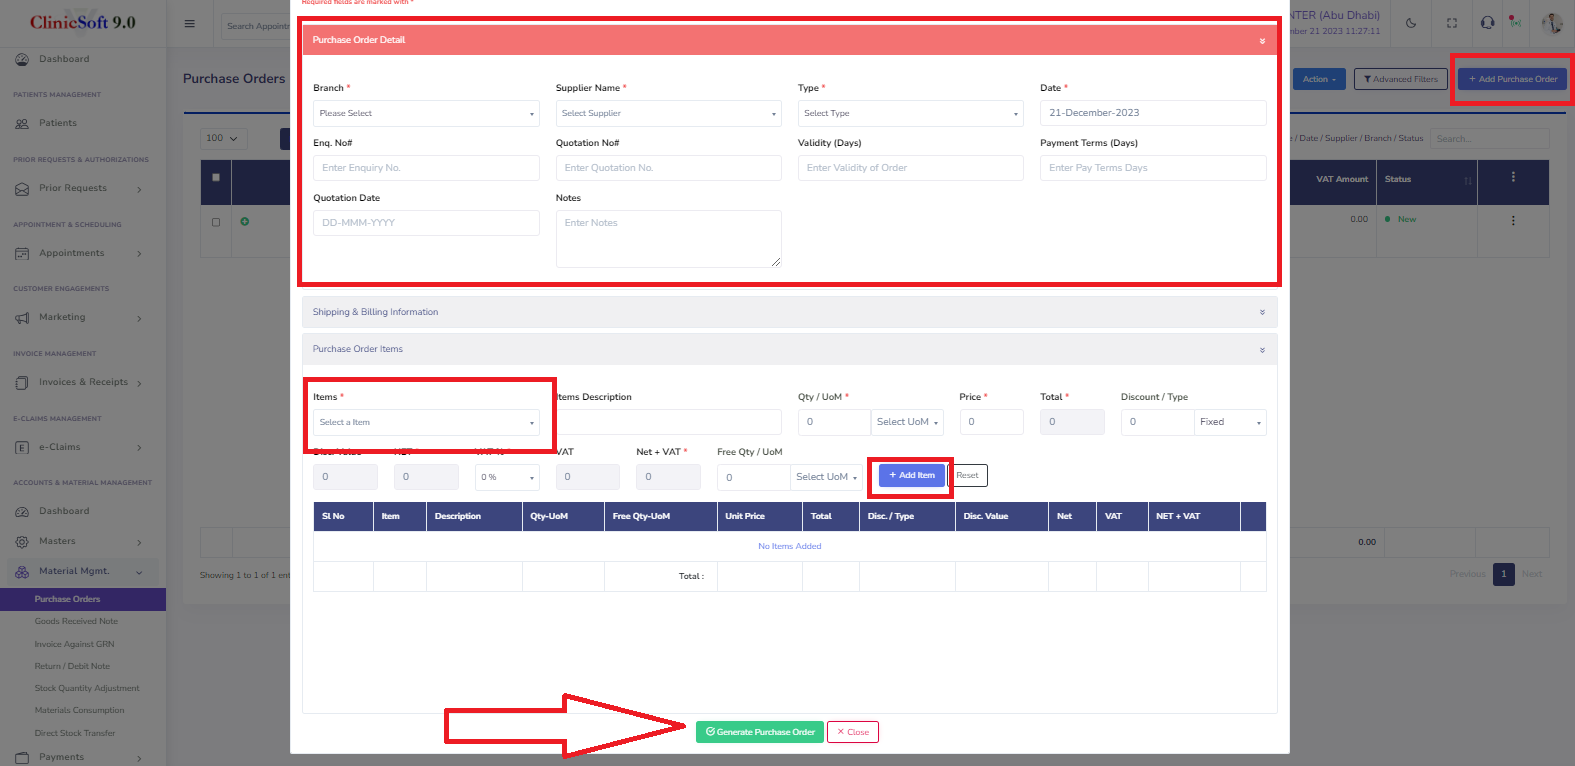 ClinicSoft 9.0
Search Appointm
Required fields are marked with *
NTER (Abu Dhabi)
mber 21 2023 11:27:11
Dashboard
PATIENTS MANAGEMENT
Patients
PRIOR REQUESTS & AUTHORIZATIONS
Prior Requests
APPOINTMENT & SCHEDULING
Appointments
CUSTOMER ENGAGEMENTS
Marketing
INVOICE MANAGEMENT
Invoices & Receipts
E-CLAIMS MANAGEMENT
e-Claims
ACCOUNTS & MATERIAL MANAGEMENT
Dashboard
Masters
Material Mgmt.
Purchase Orders
Goods Received Note
Invoice Against GRN
Return / Debit Note
Stock Quantity Adjustment
Materials Consumption
Direct Stock Transfer
Payments
Purchase Orders
Action
Advanced Filters
+ Add Purchase Order
100
/ Date / Supplier / Branch / Status
Search...
VAT Amount Status
0.00 New
0.00
Showing 1 to 1 of 1 ent
Previous 1 Next
Purchase Order Detail
Branch * Supplier Name * Type * Date *
Please Select Select Supplier Select Type 21-December-2023
Enq. No# Quotation No# Validity (Days) Payment Terms (Days)
Enter Enquiry No. Enter Quotation No. Enter Validity of Order Enter Pay Terms Days
Quotation Date Notes
DD-MMM-YYYY Enter Notes
Shipping & Billing Information
Purchase Order Items
Items * tems Description Qty / UoM * Price * Total * Discount / Type
Select a Item 0 Select UoM 0 0 0 Fixed
VAT Net + VAT * Free Qty / UoM
0 0 0 % 0 0 0 Select UoM + Add Item Reset
Sl No Item Description Qty-UoM Free Qty-UoM Unit Price Total Disc. / Type Disc. Value Net VAT NET + VAT
No Items Added
Total :
Generate Purchase Order × Close